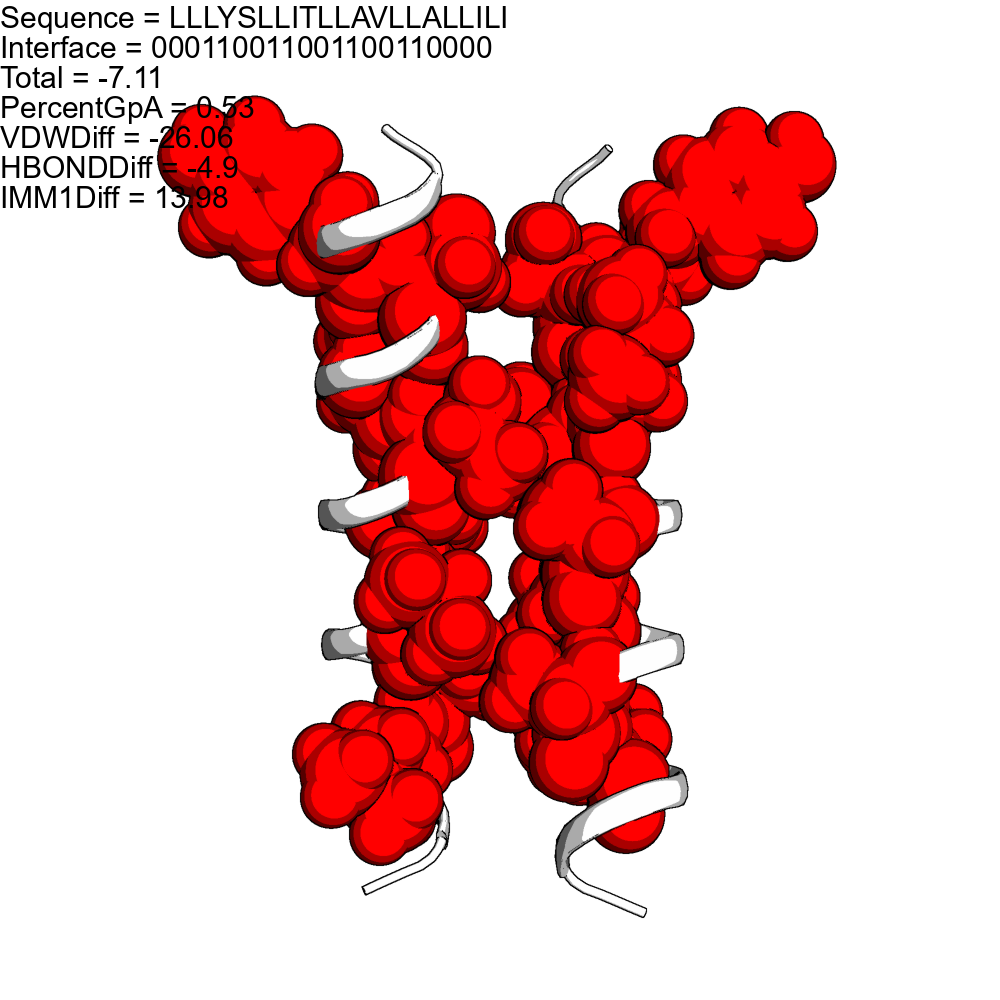 Sequence = LLLYSLLITLLAVLLALLILI
Interface = 000110011001100110000
Total = -7.11
PercentGpA = 0.53
VDWDiff = -26.06
HBONDDiff = -4.9
IMM1Diff = 13.98